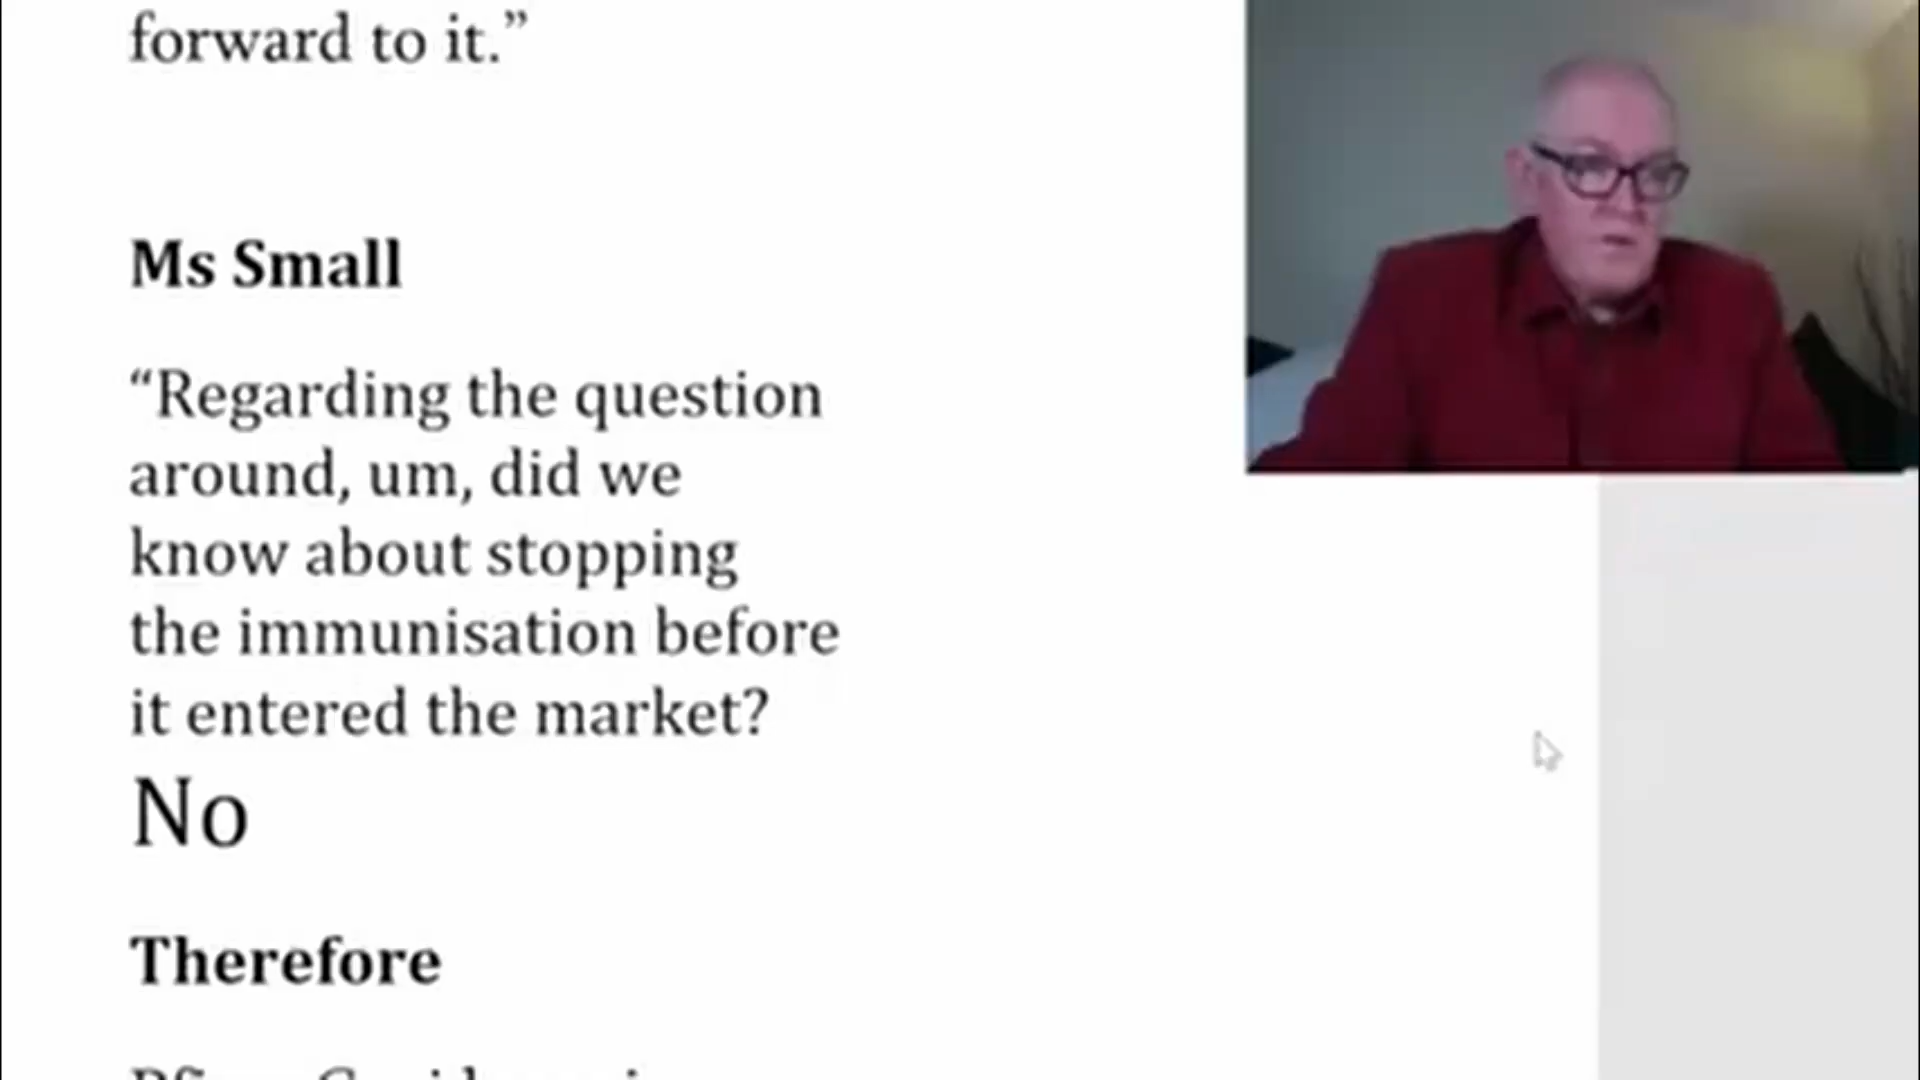 forward to it.”
Ms Small
“Regarding the question
around, um, did we
know about stopping
the immunisation before
it entered the market?
No
Therefore